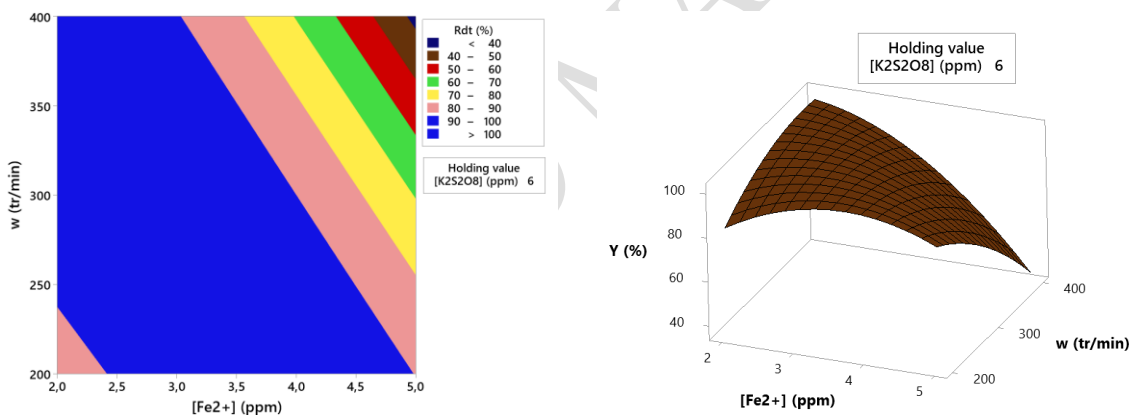 400
350
300
250
200
w (tr/min)
2,0 2,5 3,0 3,5 4,0 4,5 5,0
[Fe2+] (ppm)
Rdt (%)
< 40
40 – 50
50 – 60
60 – 70
70 – 80
80 – 90
90 – 100
> 100
Holding value
[K2S2O8] (ppm) 6
Holding value
[K2S2O8] (ppm) 6
100
80
60
40
Y (%)
2
3
4
5
[Fe2+] (ppm)
200
300
400
w (tr/min)